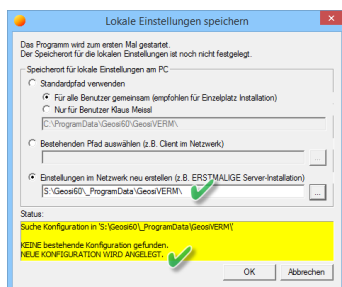 Lokale Einstellungen speichern
Das Programm wird zum ersten Mal gestartet.
Der Speicherort für die lokalen Einstellungen ist noch nicht festgelegt.
Speicherort für lokale Einstellungen am PC
Standardpfad verwenden
Für alle Benutzer gemeinsam (empfohlen für Einzelplatz Installation)
Nur für Benutzer Klaus Meisel
C:\ProgramData\Geosi60\GeosiVERM\
Bestehenden Pfad auswählen (z.B. Client im Netzwerk)
...
Einstellungen im Netzwerk neu erstellen (z.B. ERSTMALIGE Server-Installation)
S:\Geosi60\_ProgramData\GeosiVERM\
...
Status:
Suche Konfiguration in 'S:\Geosi60\_ProgramData\GeosiVERM\'
KEINE bestehende Konfiguration gefunden.
NEUE KONFIGURATION WIRD ANGELEGT.
OK
Abbrechen